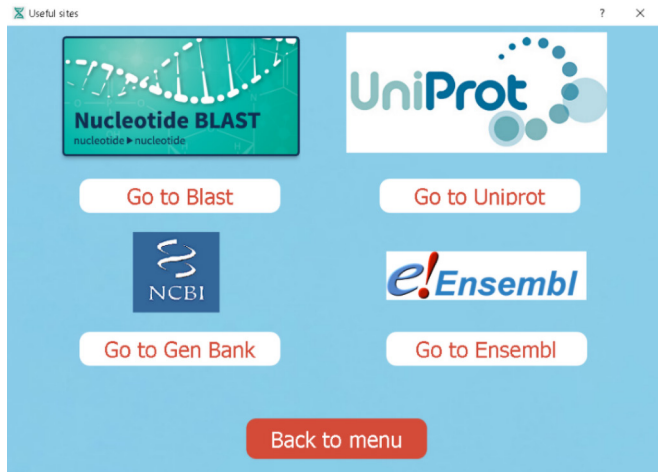 Useful sites
Nucleotide BLAST
nucleotide ▶ nucleotide
UniProt
Go to Blast
Go to Uniprot
NCBI
e!Ensembl
Go to Gen Bank
Go to Ensembl
Back to menu